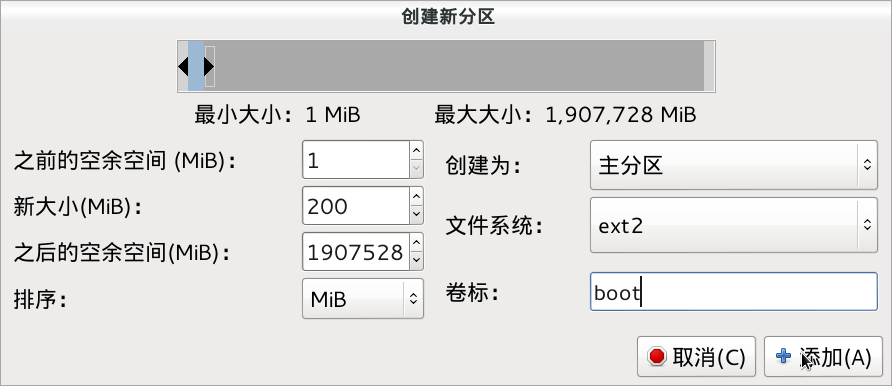 创建新分区
最小大小：1 MiB 最大大小：1,907,728 MiB
之前的空余空间 (MiB)： 1 创建为： 主分区
新大小(MiB)： 200 文件系统： ext2
之后的空余空间(MiB)： 1907528
排序： MiB 卷标： boot
取消(C) 添加(A)